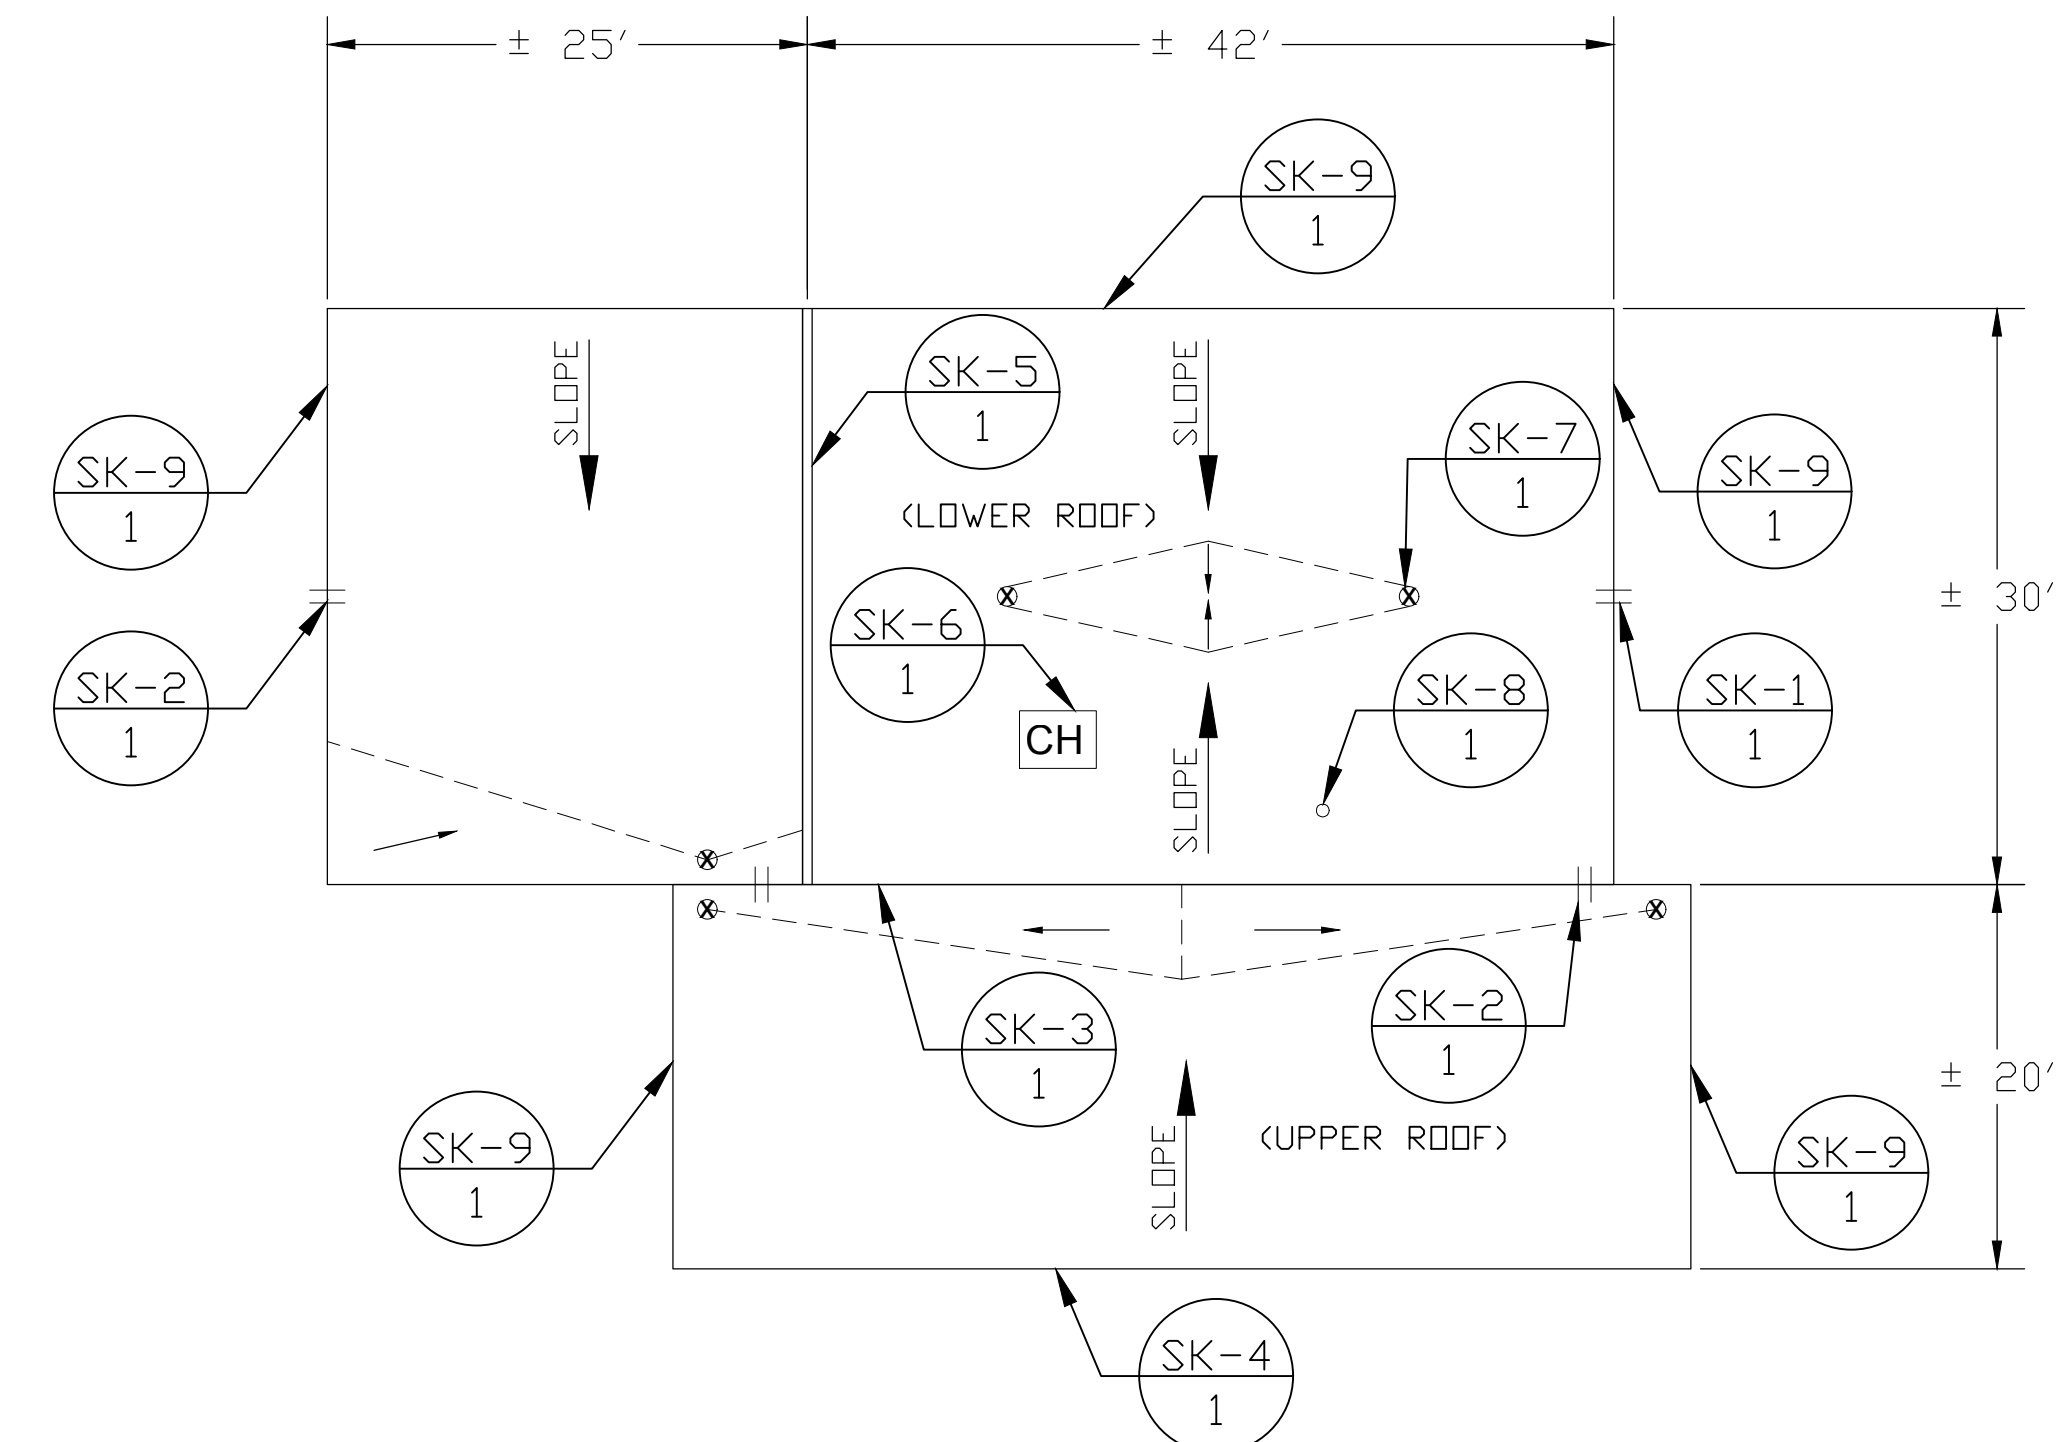 ± 25′
± 42′
SK-9
1
SLOPE
SK-5
1
SLOPE
SK-7
1
SK-9
1
SK-9
1
(LOWER ROOF)
± 30′
SK-6
1
SK-2
1
SK-8
1
SK-1
1
CH
SLOPE
SK-3
1
SK-2
1
± 20′
SK-9
1
SLOPE
(UPPER ROOF)
SK-9
1
SK-4
1